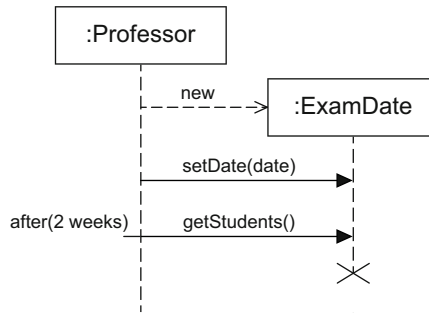 :Professor
new
:ExamDate
setDate(date)
after(2 weeks)
getStudents()